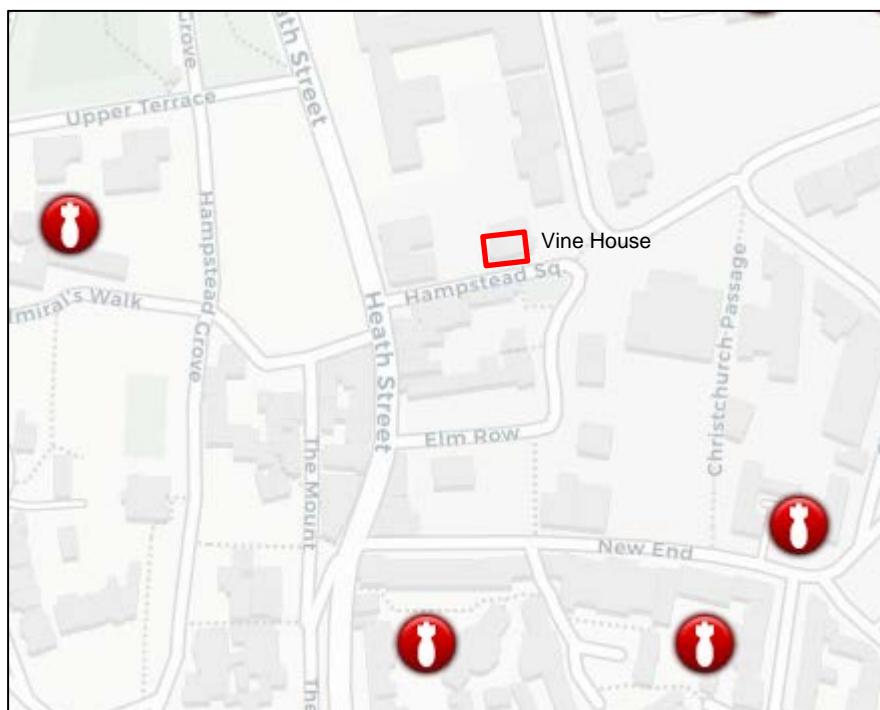 Grove
ath Street
Upper Terrace
Hampstead Grove
Vine House
Hampstead Sq.
lmiral's Walk
Heath Street
Christchurch Passage
Elm Row
The Mount
New End
The